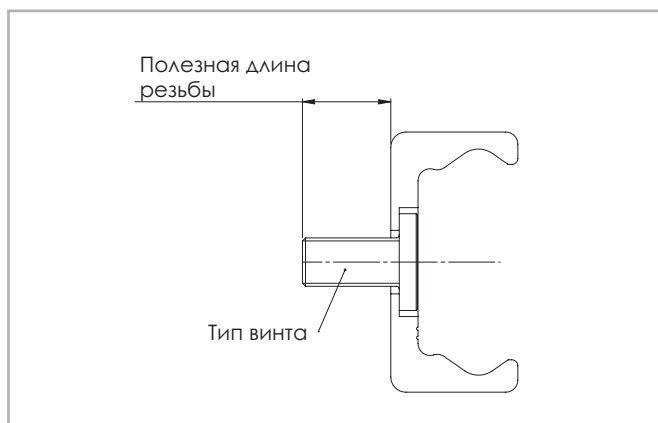 Полезная длина
резьбы
Тип винта